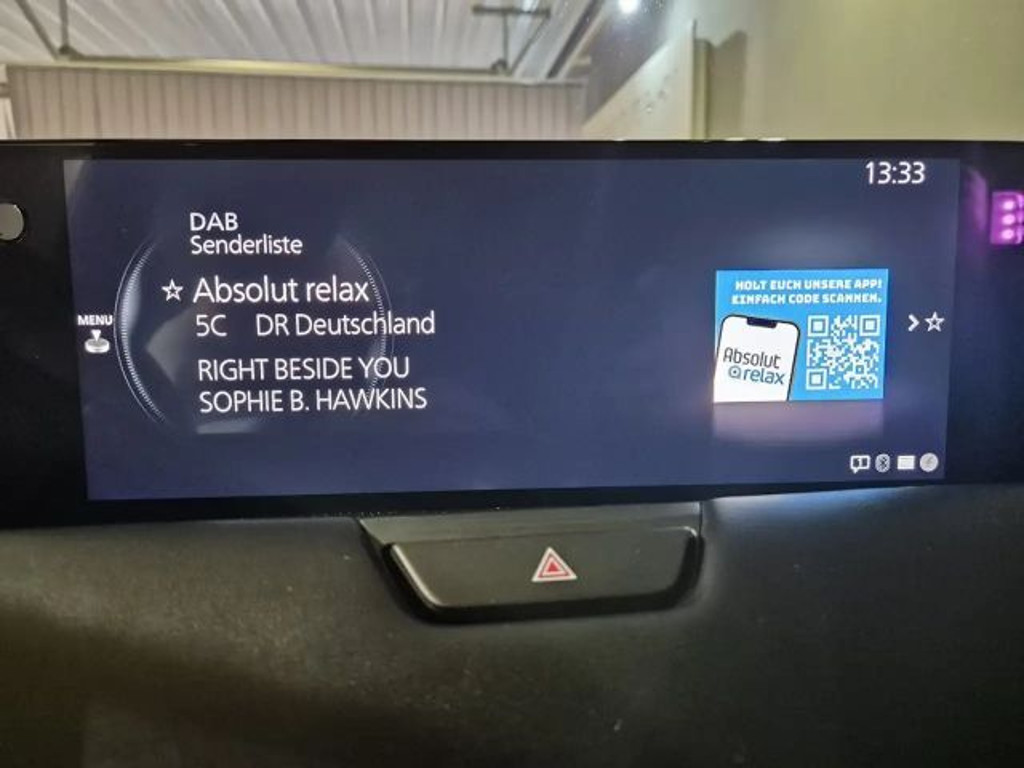 13:33
DAB
Senderliste
Absolut relax
5C DR Deutschland
RIGHT BESIDE YOU
SOPHIE B. HAWKINS
MENU
HOLT EUCH UNSERE APP!
EINFACH CODE SCANNEN.
Absolut
relax